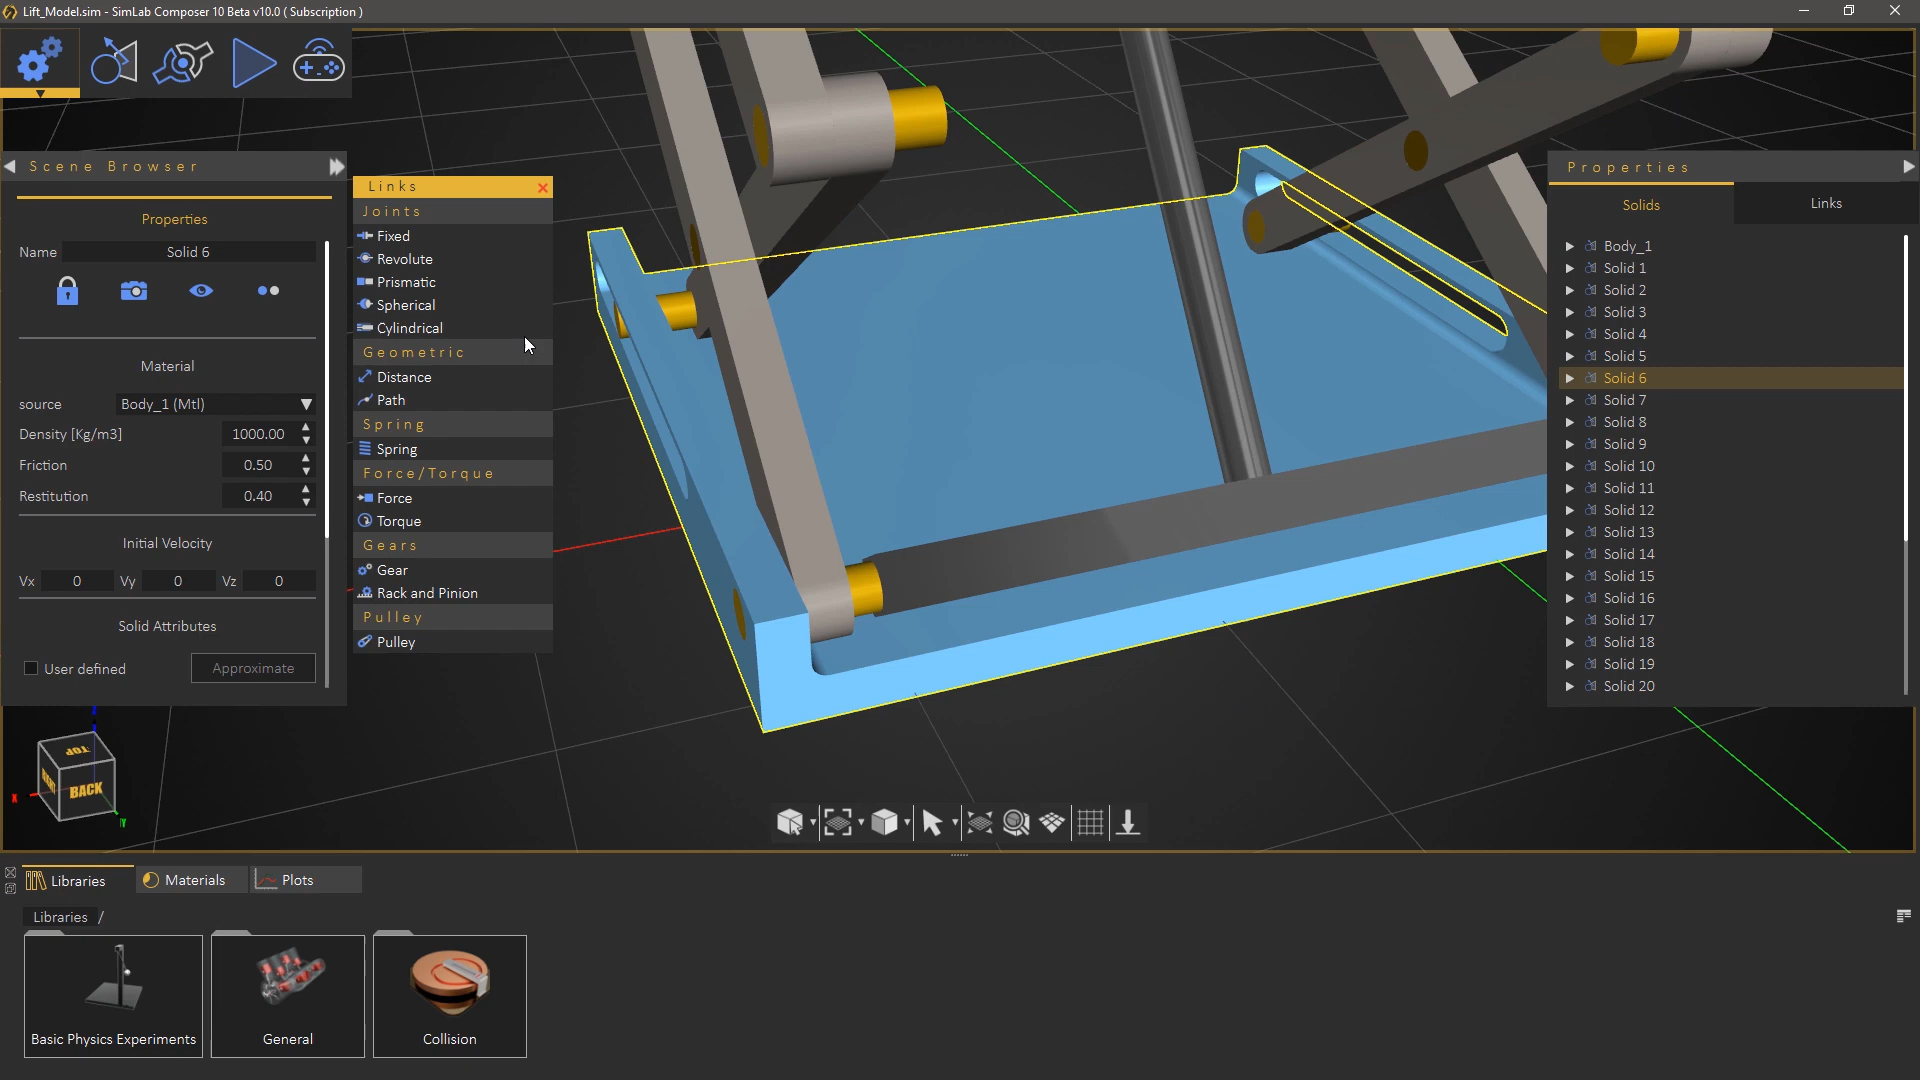 Lift_Model.sim - SimLab Composer 10 Beta v10.0 ( Subscription )
Scene Browser
Properties
Name Solid 6
Material
source Body_1 (Mtl)
Density [Kg/m3] 1000.00
Friction 0.50
Restitution 0.40
Initial Velocity
Vx 0 Vy 0 Vz 0
Solid Attributes
User defined Approximate
Links
Joints
Fixed
Revolute
Prismatic
Spherical
Cylindrical
Geometric
Distance
Path
Spring
Spring
Force/Torque
Force
Torque
Gears
Gear
Rack and Pinion
Pulley
Pulley
Properties
Solids Links
Body_1
Solid 1
Solid 2
Solid 3
Solid 4
Solid 5
Solid 6
Solid 7
Solid 8
Solid 9
Solid 10
Solid 11
Solid 12
Solid 13
Solid 14
Solid 15
Solid 16
Solid 17
Solid 18
Solid 19
Solid 20
TOP
BACK
X
Y
Libraries Materials Plots
Libraries /
Basic Physics Experiments
General
Collision